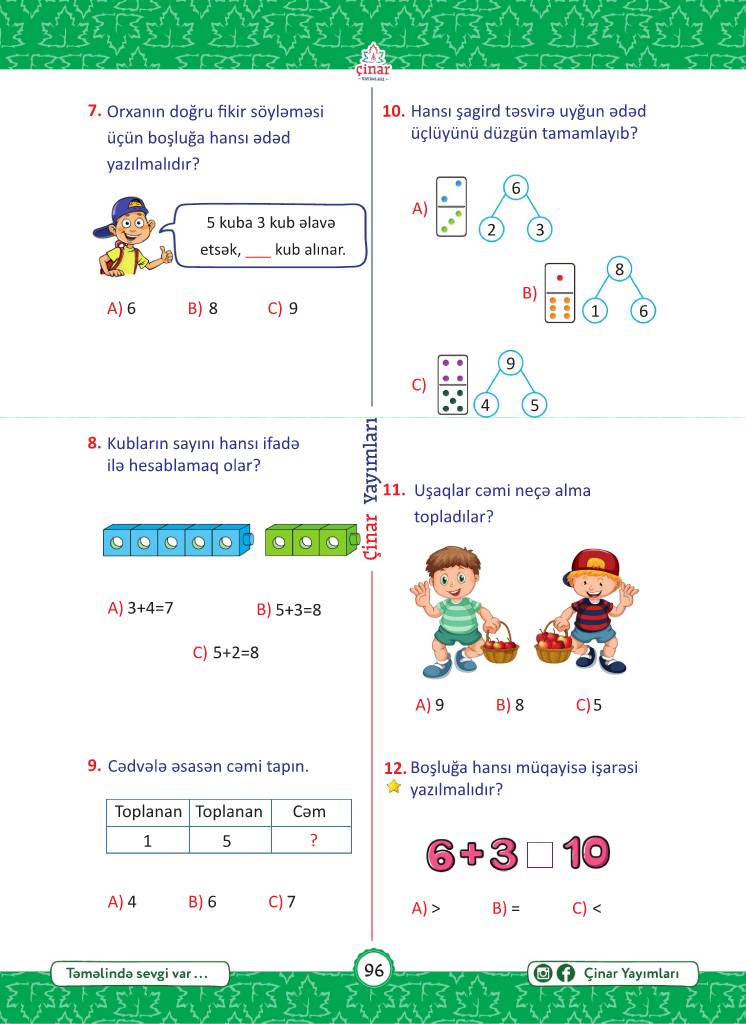 çinar
YAYIMLARI
7. Orxanın doğru fikir söyləməsi
üçün boşluğa hansı ədəd
yazılmalıdır?
5 kuba 3 kub əlavə
etsək, ___ kub alınar.
A) 6 B) 8 C) 9
8. Kubların sayını hansı ifadə
ilə hesablamaq olar?
A) 3+4=7 B) 5+3=8
C) 5+2=8
9. Cədvələ əsasən cəmi tapın.
Toplanan Toplanan Cəm
1 5 ?
A) 4 B) 6 C) 7
Çinar Yayımları
10. Hansı şagird təsvirə uyğun ədəd
üçlüyünü düzgün tamamlayıb?
A) 6
2 3
B) 8
1 6
C) 9
4 5
11. Uşaqlar cəmi neçə alma
topladılar?
A) 9 B) 8 C) 5
12. Boşluğa hansı müqayisə işarəsi
yazılmalıdır?
6+3 □ 10
A) > B) = C) <
Təməlində sevgi var ...
96
Çinar Yayımları